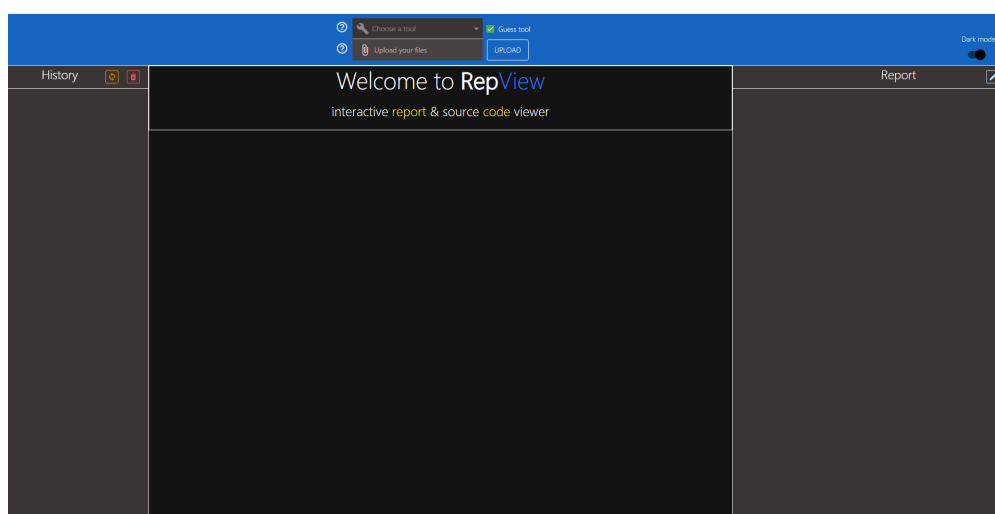 Choose a tool
Guess tool
Upload your files
UPLOAD
Dark mode
History
Welcome to RepView
interactive report & source code viewer
Report